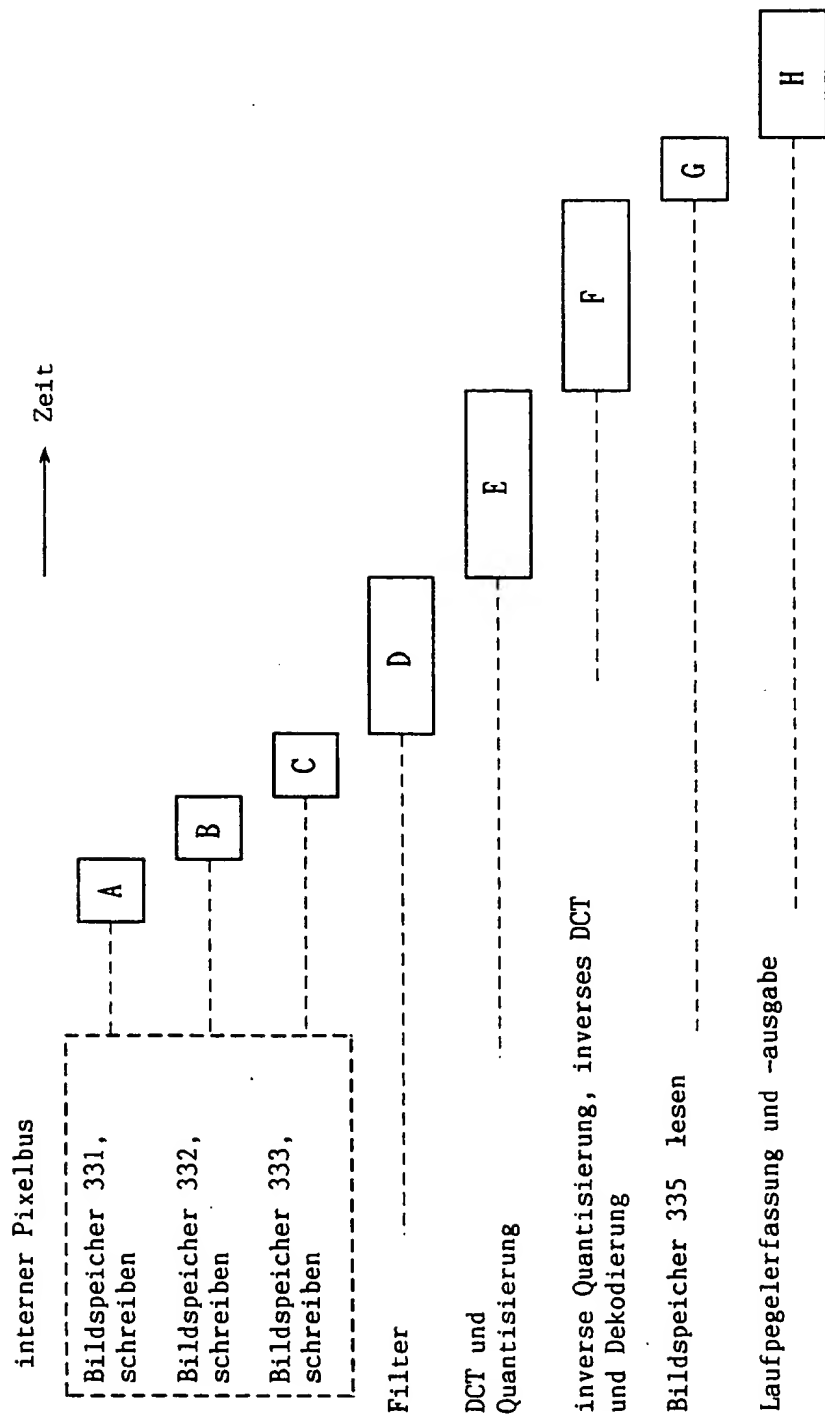 → Zeit
interner Pixelbus
Bildspeicher 331,
schreiben
A
Bildspeicher 332,
schreiben
B
Bildspeicher 333,
schreiben
C
Filter
D
DCT und
Quantisierung
E
inverse Quantisierung, inverses DCT
und Dekodierung
F
Bildspeicher 335 lesen
G
Laufpegelerfassung und -ausgabe
H